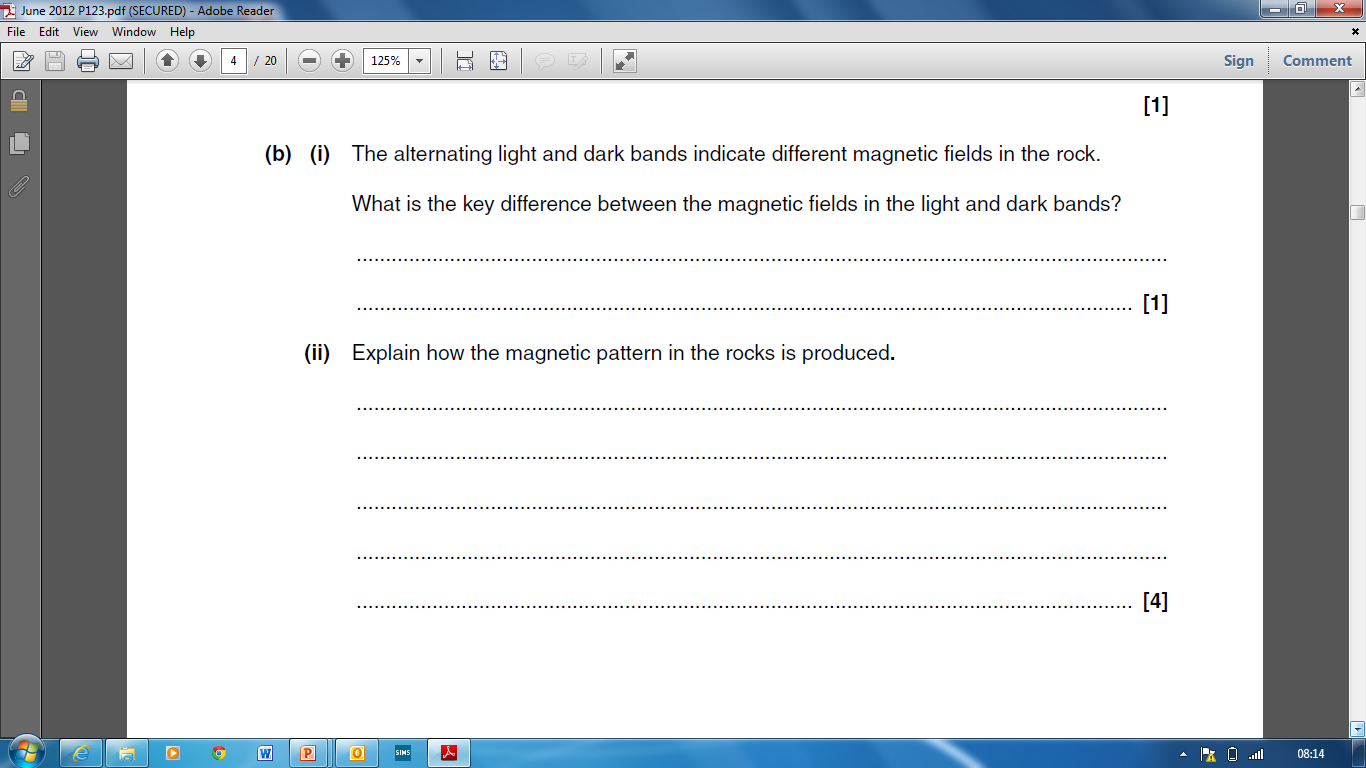 June 2012 P123.pdf (SECURED) - Adobe Reader
File Edit View Window Help
4 / 20 125% Sign Comment
[1]
(b) (i) The alternating light and dark bands indicate different magnetic fields in the rock.
What is the key difference between the magnetic fields in the light and dark bands?
[1]
(ii) Explain how the magnetic pattern in the rocks is produced.
[4]
SIMS
08:14